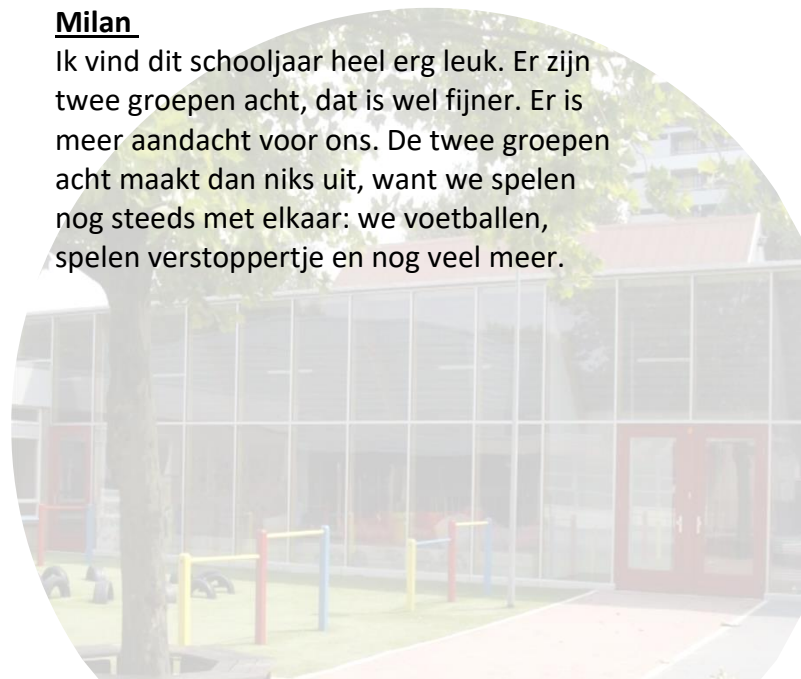 Milan
Ik vind dit schooljaar heel erg leuk. Er zijn
twee groepen acht, dat is wel fijner. Er is
meer aandacht voor ons. De twee groepen
acht maakt dan niks uit, want we spelen
nog steeds met elkaar: we voetballen,
spelen verstoppertje en nog veel meer.